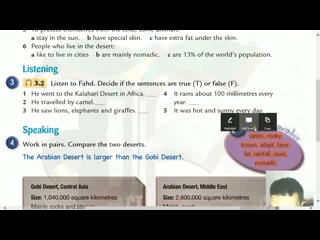 a stay in the sun. b have special skin. c have extra fat under the skin.
6 People who live in the desert:
a like to live in cities b are mainly nomadic. c are 13% of the world's population.
Listening
3 3.2 Listen to Fahd. Decide if the sentences are true (T) or false (F).
1 He went to the Kalahari Desert in Africa.
2 He travelled by camel.
3 He saw lions, elephants and giraffes.
4 It rains about 100 millimetres every year.
5 It was hot and sunny every day.
Speaking
4 Work in pairs. Compare the two deserts.
The Arabian Desert is larger than the Gobi Desert.
sandy, rocky,
frozen, adapt, layer,
fat, rainfall, oasis,
nomadic
Gobi Desert, Central Asia
Size: 1,040,000 square kilometres
Mainly rocks and stones
Arabian Desert, Middle East
Size: 2,600,000 square kilometres